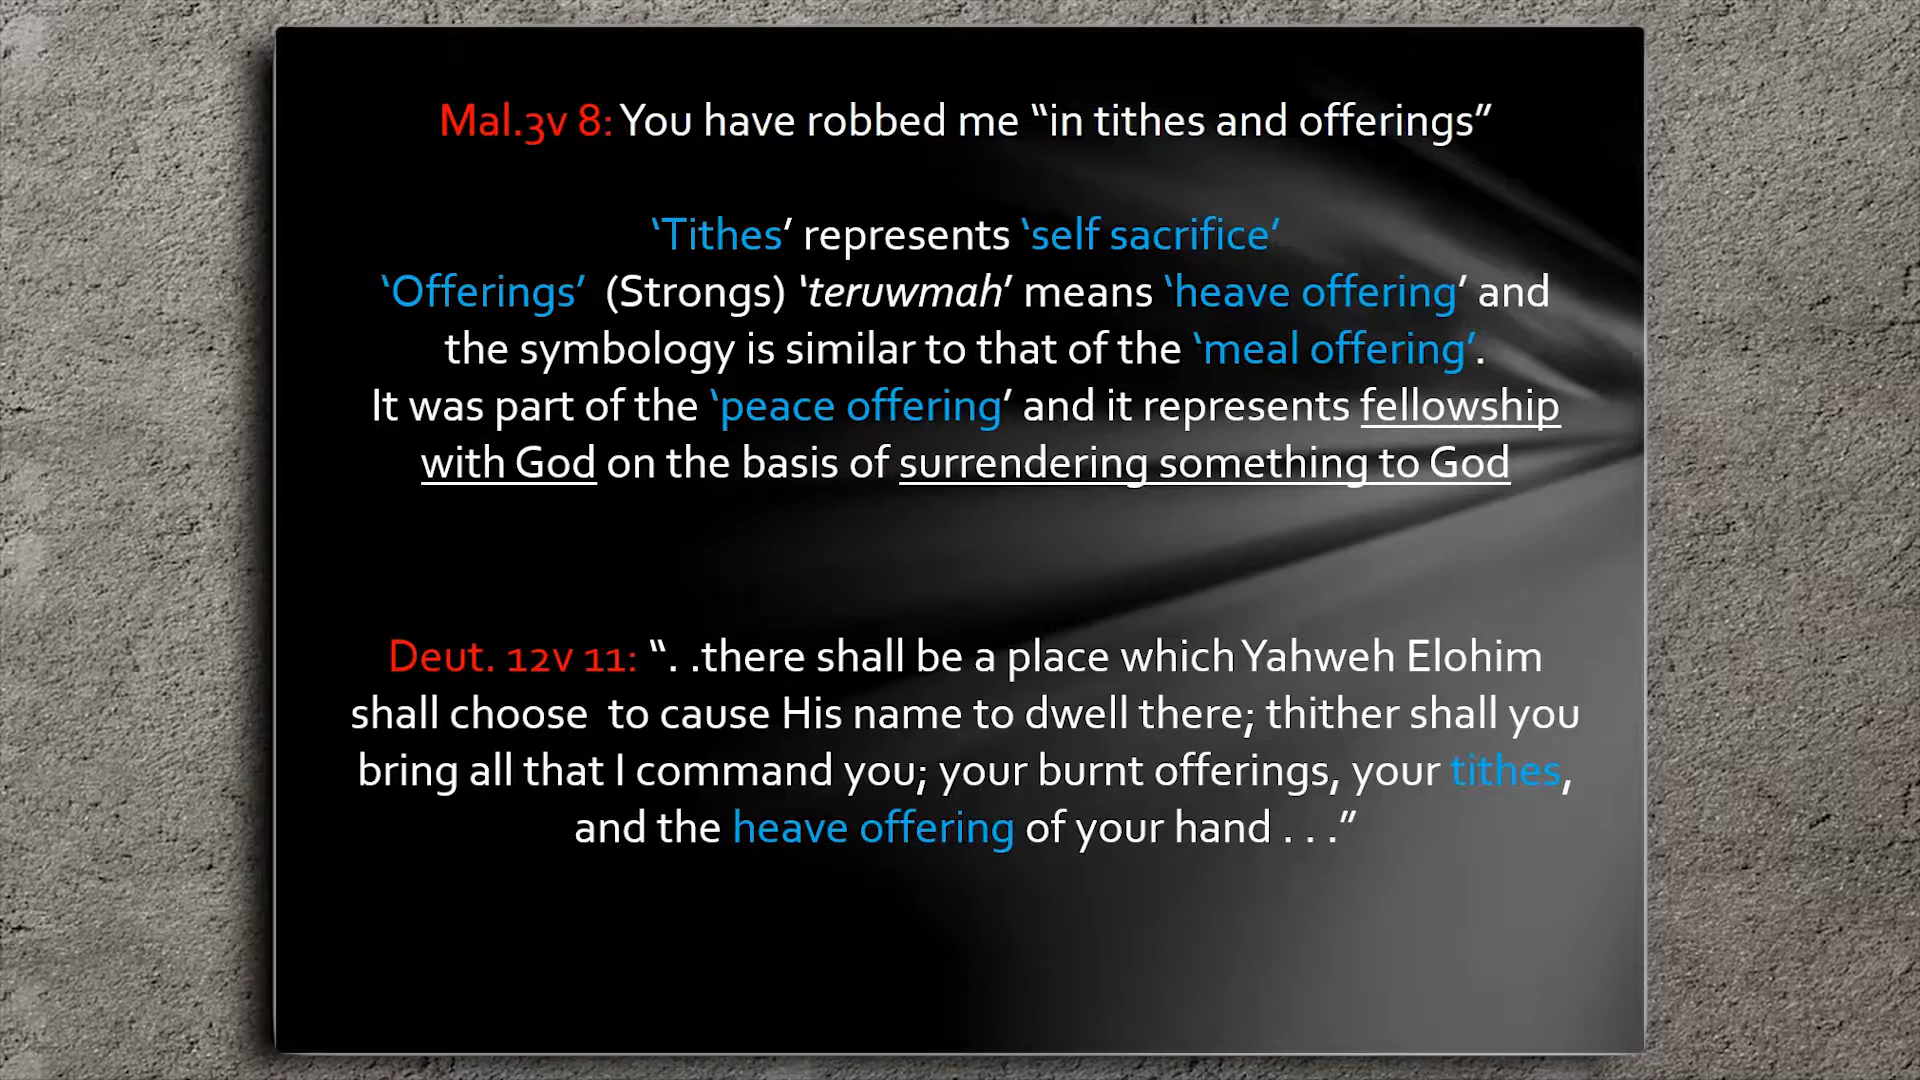 Mal.3v 8: You have robbed me “in tithes and offerings”
‘Tithes’ represents ‘self sacrifice’
‘Offerings’ (Strongs) ‘teruwmah’ means ‘heave offering’ and
the symbology is similar to that of the ‘meal offering’.
It was part of the ‘peace offering’ and it represents fellowship
with God on the basis of surrendering something to God
Deut. 12v 11: “. .there shall be a place which Yahweh Elohim
shall choose to cause His name to dwell there; thither shall you
bring all that I command you; your burnt offerings, your tithes,
and the heave offering of your hand . . .”